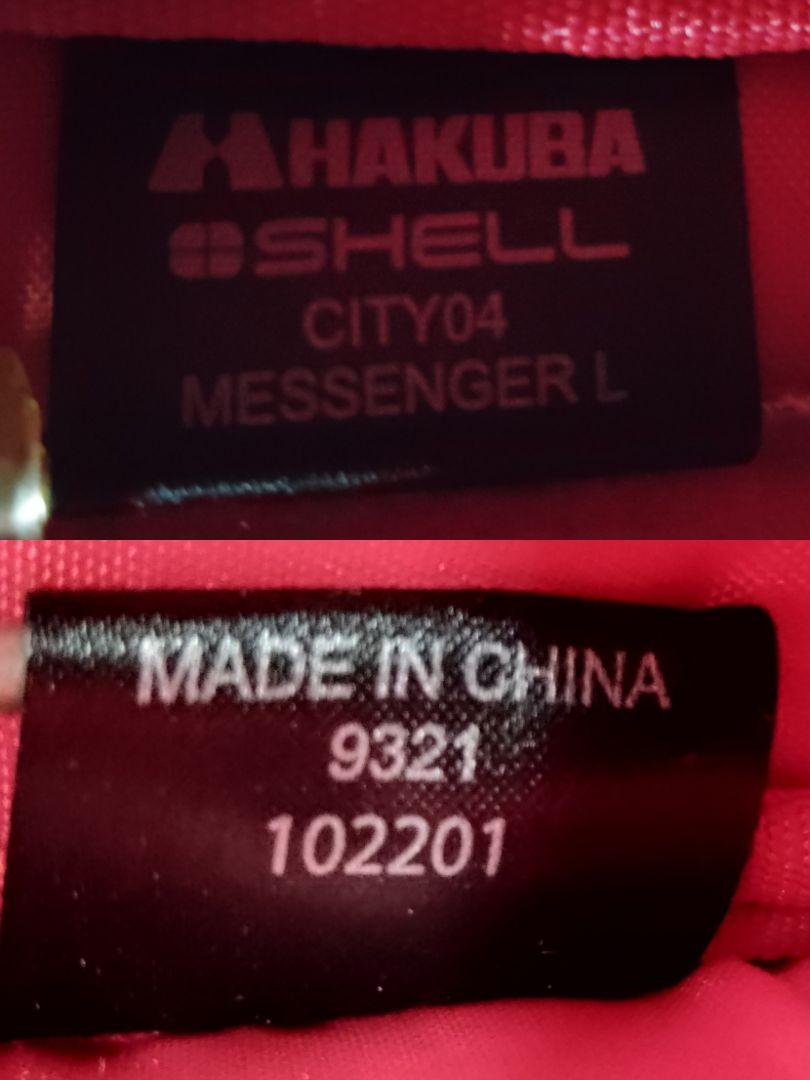 HAKUBA
SHELL
CITY04
MESSENGER L
MADE IN CHINA
9321
102201